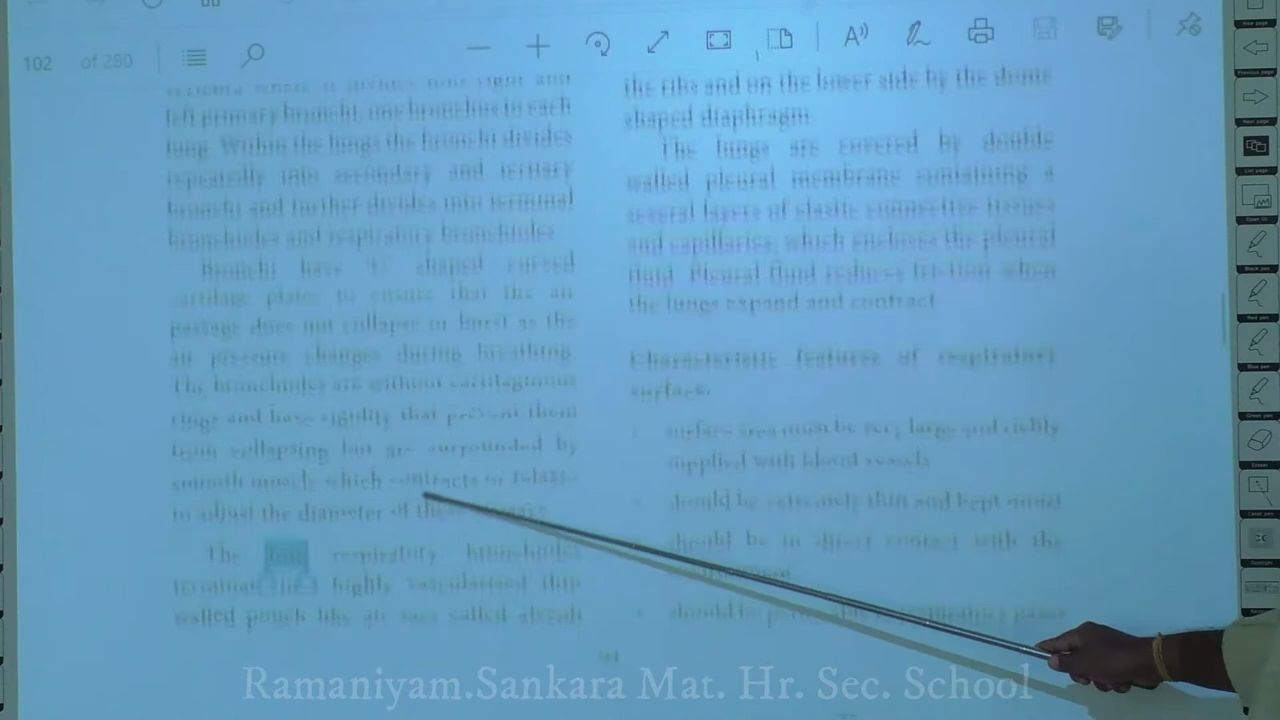 102 of 280
left primary bronchi, one bronchus to each
lung. Within the lungs the bronchi divides
repeatedly into secondary and tertiary
bronchi and further divides into terminal
bronchioles and respiratory bronchioles.
Bronchi have 'C' shaped curved
cartilage plates to ensure that the air
passage does not collapse or burst as the
air pressure changes during breathing.
The bronchioles are without cartilaginous
rings and have rigidity that prevent them
from collapsing but are surrounded by
smooth muscle which contracts or relaxes
to adjust the diameter of these
The fine respiratory bronchioles
terminate highly vascularised thin
walled pouch like air sacs called alveoli
the ribs and on the lower side by the dome
shaped diaphragm.
The lungs are covered by double
walled pleural membrane containing a
several layers of elastic connective tissues
and capillaries, which encloses the pleural
fluid. Pleural fluid reduces friction when
the lungs expand and contract.
Characteristic features of respiratory
surface.
surface area must be very large and richly
supplied with blood vessels
should be extremely thin and kept moist
should be in direct contact with the
should be
Ramaniyam.Sankara Mat. Hr. Sec. School